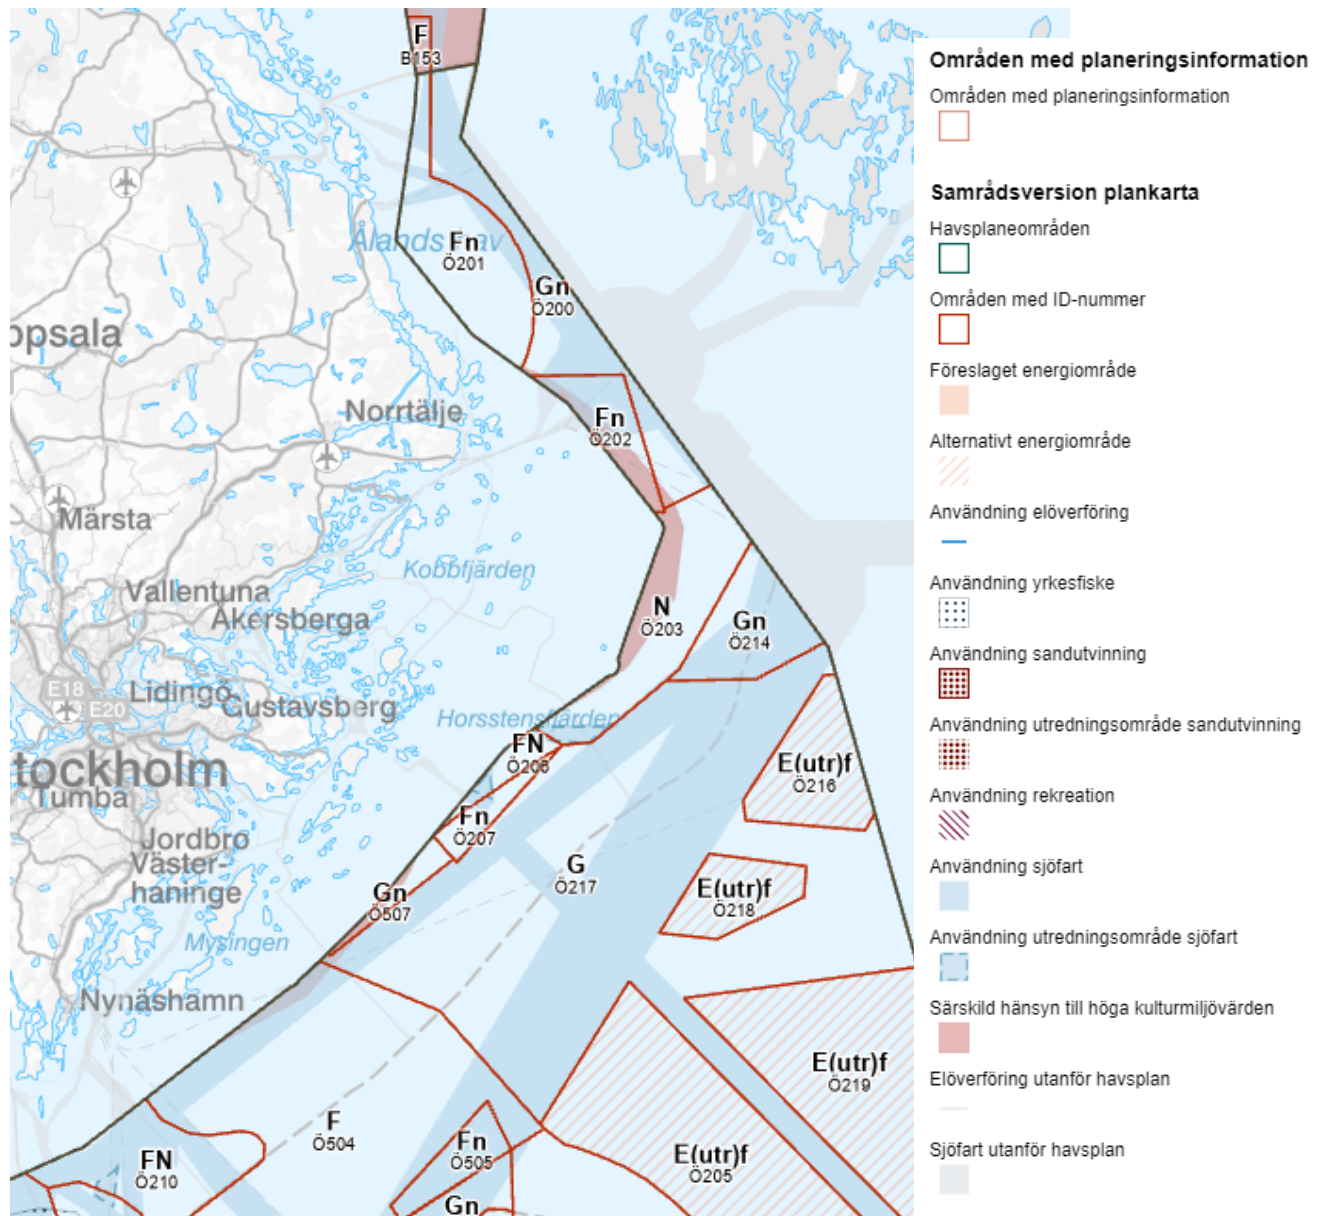 F
B153
Ålands hav
Fn
Ö201
Gn
Ö200
ppsala
Norrtälje
Fn
Ö202
Märsta
Kobbfjärden
Vallentuna
Åkersberga
N
Ö203
Gn
Ö214
E18
E20
Lidingö
Gustavsberg
Horsstensfjärden
FN
Ö206
tockholm
Tumba
E(utr)f
Ö216
Fn
Ö207
Jordbro
Väster-
haninge
G
Ö217
Gn
Ö507
E(utr)f
Ö218
Mysingen
Nynäshamn
E(utr)f
Ö219
F
Ö504
Fn
Ö505
FN
Ö210
E(utr)f
Ö205
Gn
Områden med planeringsinformation
Områden med planeringsinformation
Samrådsversion plankarta
Havsplaneområden
Områden med ID-nummer
Föreslaget energiområde
Alternativt energiområde
Användning elöverföring
Användning yrkesfiske
Användning sandutvinning
Användning utredningsområde sandutvinning
Användning rekreation
Användning sjöfart
Användning utredningsområde sjöfart
Särskild hänsyn till höga kulturmiljövärden
Elöverföring utanför havsplan
Sjöfart utanför havsplan